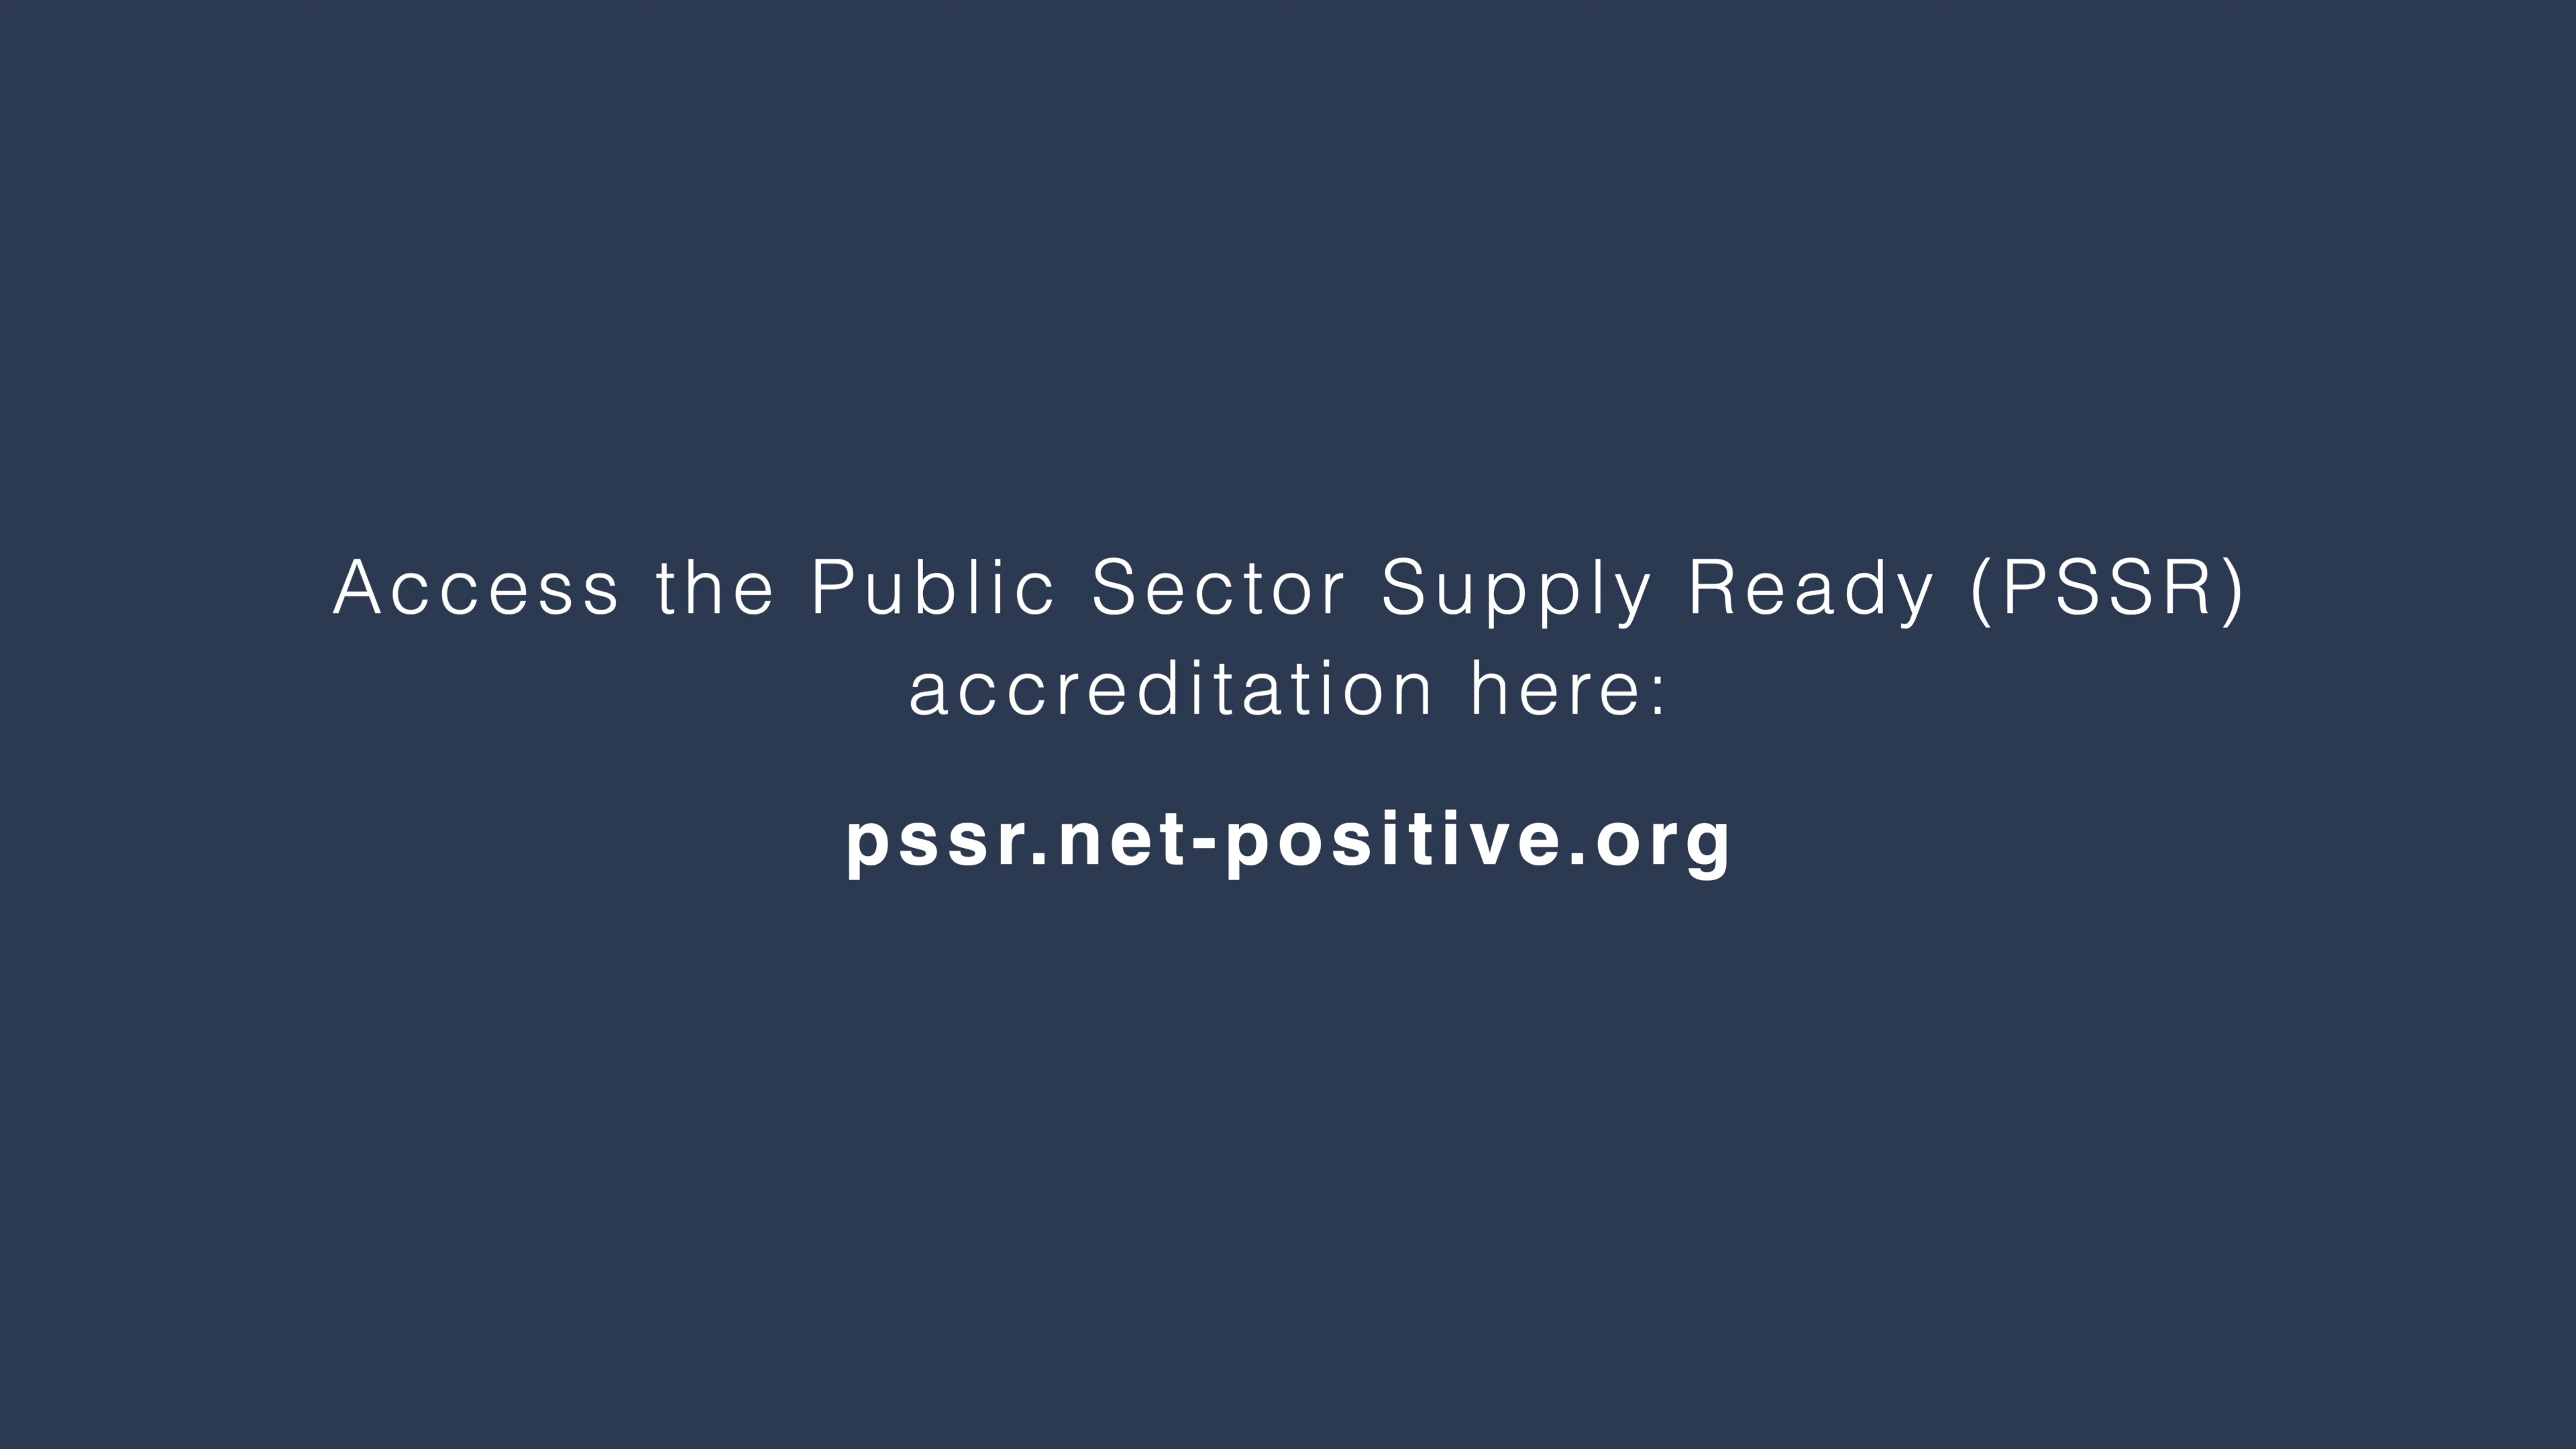 Access the Public Sector Supply Ready (PSSR)
accreditation here:
pssr.net-positive.org